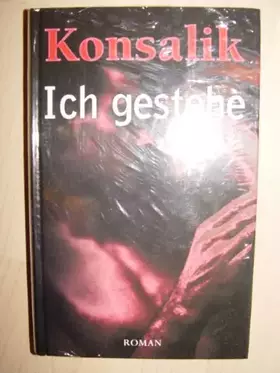 Konsalik
Ich gestehe
ROMAN